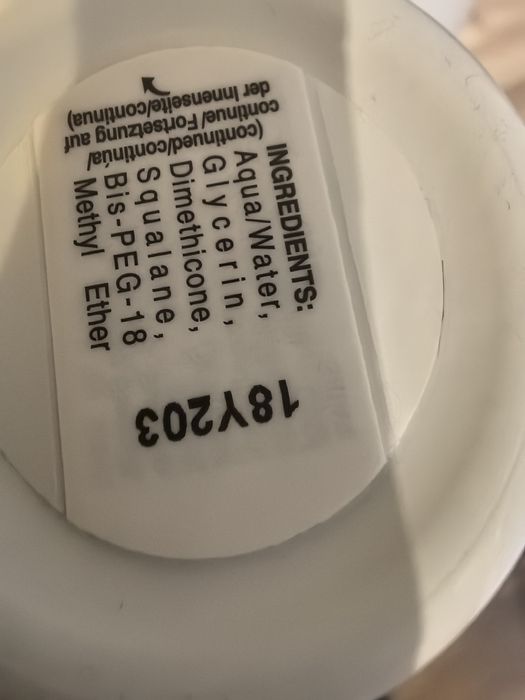 INGREDIENTS:
Aqua/Water,
Glycerin,
Dimethicone,
Squalane,
Bis-PEG-18
Methyl Ether
(continued/continúa/
continue/ Fortsetzung auf
der Innenseite/continua)
18Y203